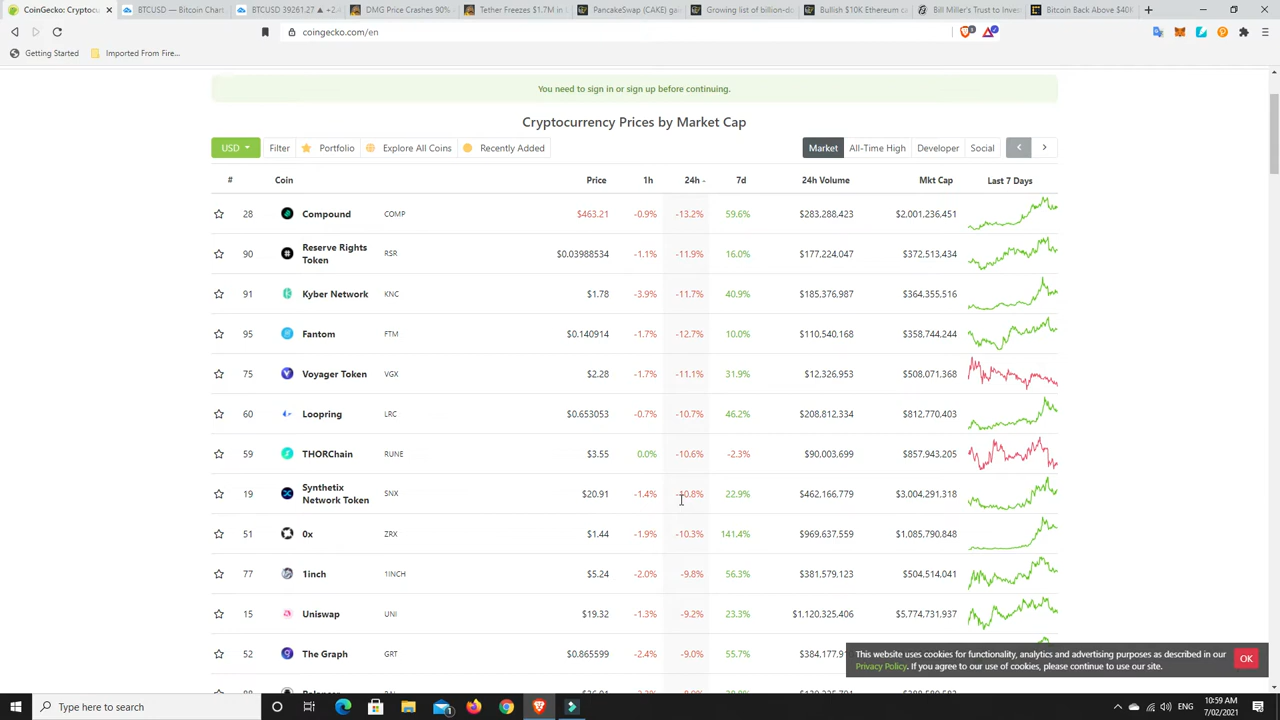 CoinGecko: Cryptocu
BTCUSD — Bitcoin Chart
BTCUSD 39261.27 ▲ +2.4
DMG Price Crashes 90%
Tether Freezes $1.7M in
PancakeSwap (CAKE) ga
Growing list of billion-do
Bullish $10K Ethereum ca
Bill Miller's Trust to Invest
Bitcoin Back Above $40K
coingecko.com/en
Getting Started
Imported From Fire...
You need to sign in or sign up before continuing.
Cryptocurrency Prices by Market Cap
USD Filter Portfolio Explore All Coins Recently Added Market All-Time High Developer Social
# Coin Price 1h 24h 7d 24h Volume Mkt Cap Last 7 Days
28 Compound COMP $463.21 -0.9% -13.2% 59.6% $283,288,423 $2,001,236,451
90 Reserve Rights Token RSR $0.03988534 -1.1% -11.9% 16.0% $177,224,047 $372,513,434
91 Kyber Network KNC $1.78 -3.9% -11.7% 40.9% $185,376,987 $364,355,516
95 Fantom FTM $0.140914 -1.7% -12.7% 10.0% $110,540,168 $358,744,244
75 Voyager Token VGX $2.28 -1.7% -11.1% 31.9% $12,326,953 $508,071,368
60 Loopring LRC $0.653053 -0.7% -10.7% 46.2% $208,812,334 $812,770,403
59 THORChain RUNE $3.55 0.0% -10.6% -2.3% $90,003,699 $857,943,205
19 Synthetix Network Token SNX $20.91 -1.4% -10.8% 22.9% $462,166,779 $3,004,291,318
51 0x ZRX $1.44 -1.9% -10.3% 141.4% $969,637,559 $1,085,790,848
77 1inch 1INCH $5.24 -2.0% -9.8% 56.3% $381,579,123 $504,514,041
15 Uniswap UNI $19.32 -1.3% -9.2% 23.3% $1,120,325,406 $5,774,731,937
52 The Graph GRT $0.865599 -2.4% -9.0% 55.7% $384,177,9
This website uses cookies for functionality, analytics and advertising purposes as described in our
Privacy Policy. If you agree to our use of cookies, please continue to use our site.
OK
Type here to search
ENG
10:59 AM
7/02/2021